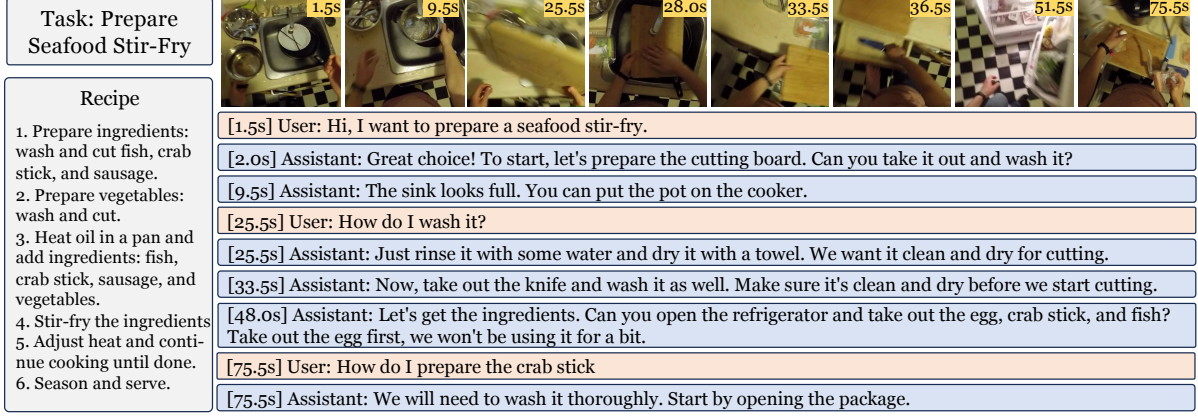 Task: Prepare
Seafood Stir-Fry
Recipe
1. Prepare ingredients:
wash and cut fish, crab
stick, and sausage.
2. Prepare vegetables:
wash and cut.
3. Heat oil in a pan and
add ingredients: fish,
crab stick, sausage, and
vegetables.
4. Stir-fry the ingredients
5. Adjust heat and conti-
nue cooking until done.
6. Season and serve.
1.5s 9.5s 25.5s 28.0s 33.5s 36.5s 51.5s 75.5s
[1.5s] User: Hi, I want to prepare a seafood stir-fry.
[2.0s] Assistant: Great choice! To start, let's prepare the cutting board. Can you take it out and wash it?
[9.5s] Assistant: The sink looks full. You can put the pot on the cooker.
[25.5s] User: How do I wash it?
[25.5s] Assistant: Just rinse it with some water and dry it with a towel. We want it clean and dry for cutting.
[33.5s] Assistant: Now, take out the knife and wash it as well. Make sure it's clean and dry before we start cutting.
[48.0s] Assistant: Let's get the ingredients. Can you open the refrigerator and take out the egg, crab stick, and fish?
Take out the egg first, we won't be using it for a bit.
[75.5s] User: How do I prepare the crab stick
[75.5s] Assistant: We will need to wash it thoroughly. Start by opening the package.